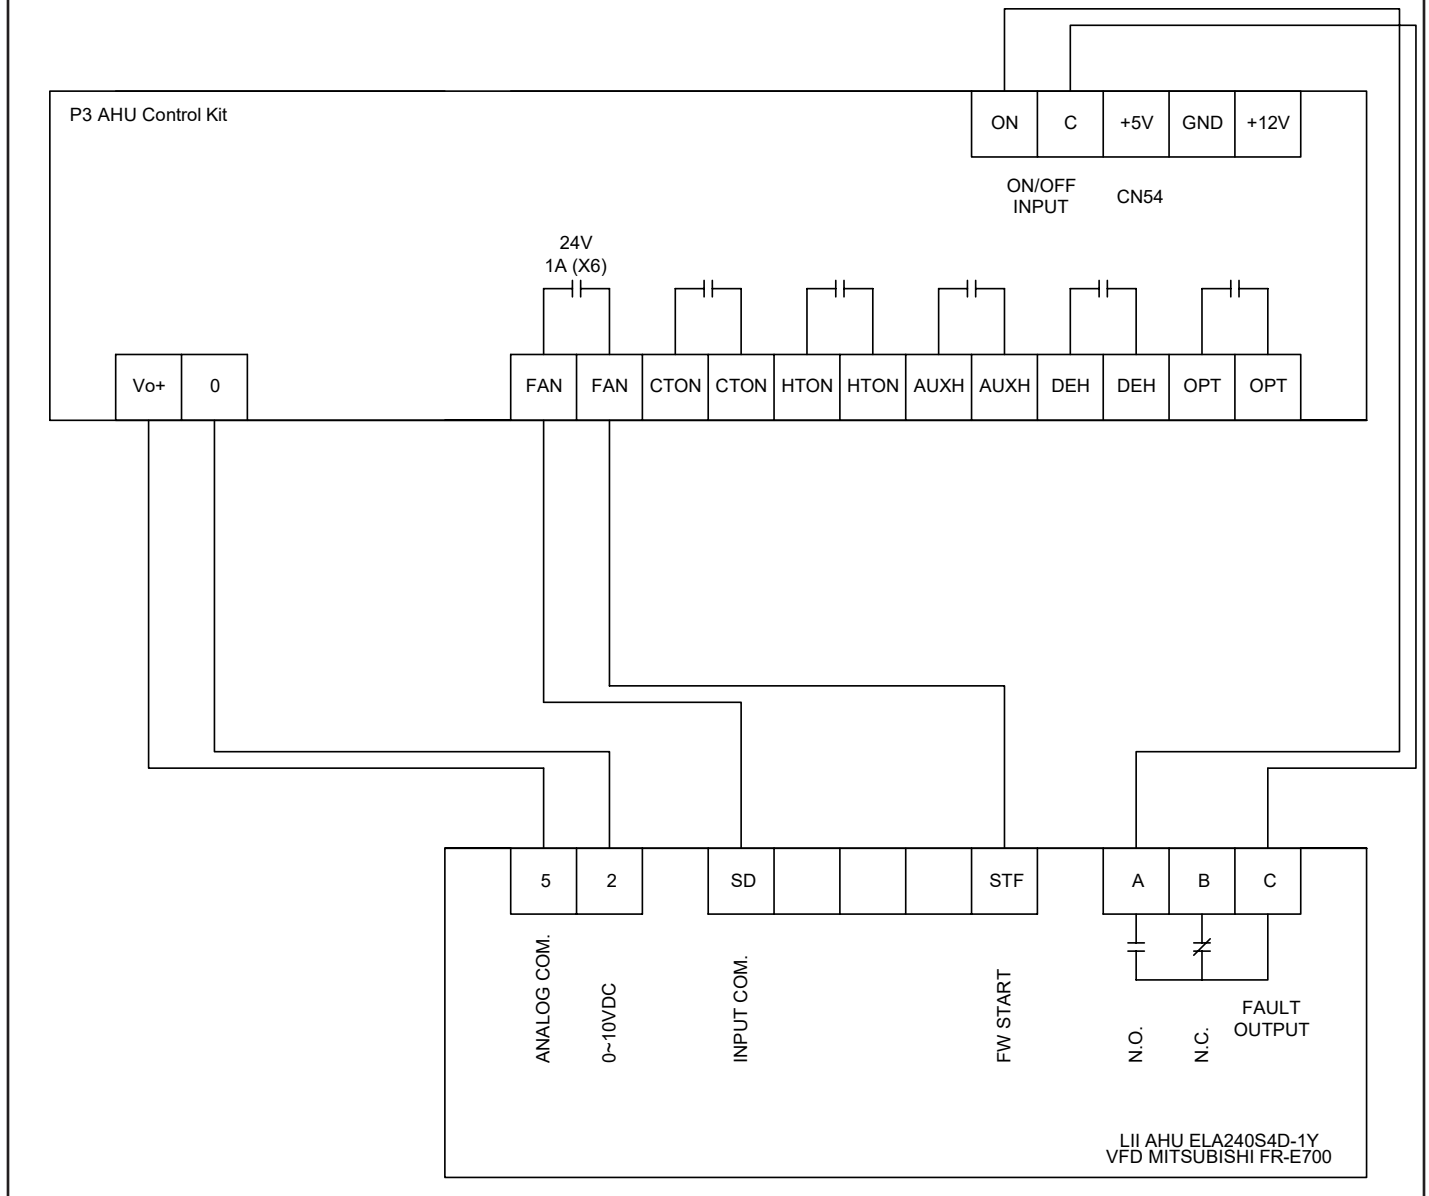 P3 AHU Control Kit
ON C +5V GND +12V
ON/OFF
INPUT
CN54
24V
1A (X6)
Vo+ 0
FAN FAN CTON CTON HTON HTON AUXH AUXH DEH DEH OPT OPT
5 2 SD STF A B C
ANALOG COM.
0~10VDC
INPUT COM.
FW START
N.O.
N.C.
FAULT
OUTPUT
LII AHU ELA240S4D-1Y
VFD MITSUBISHI FR-E700